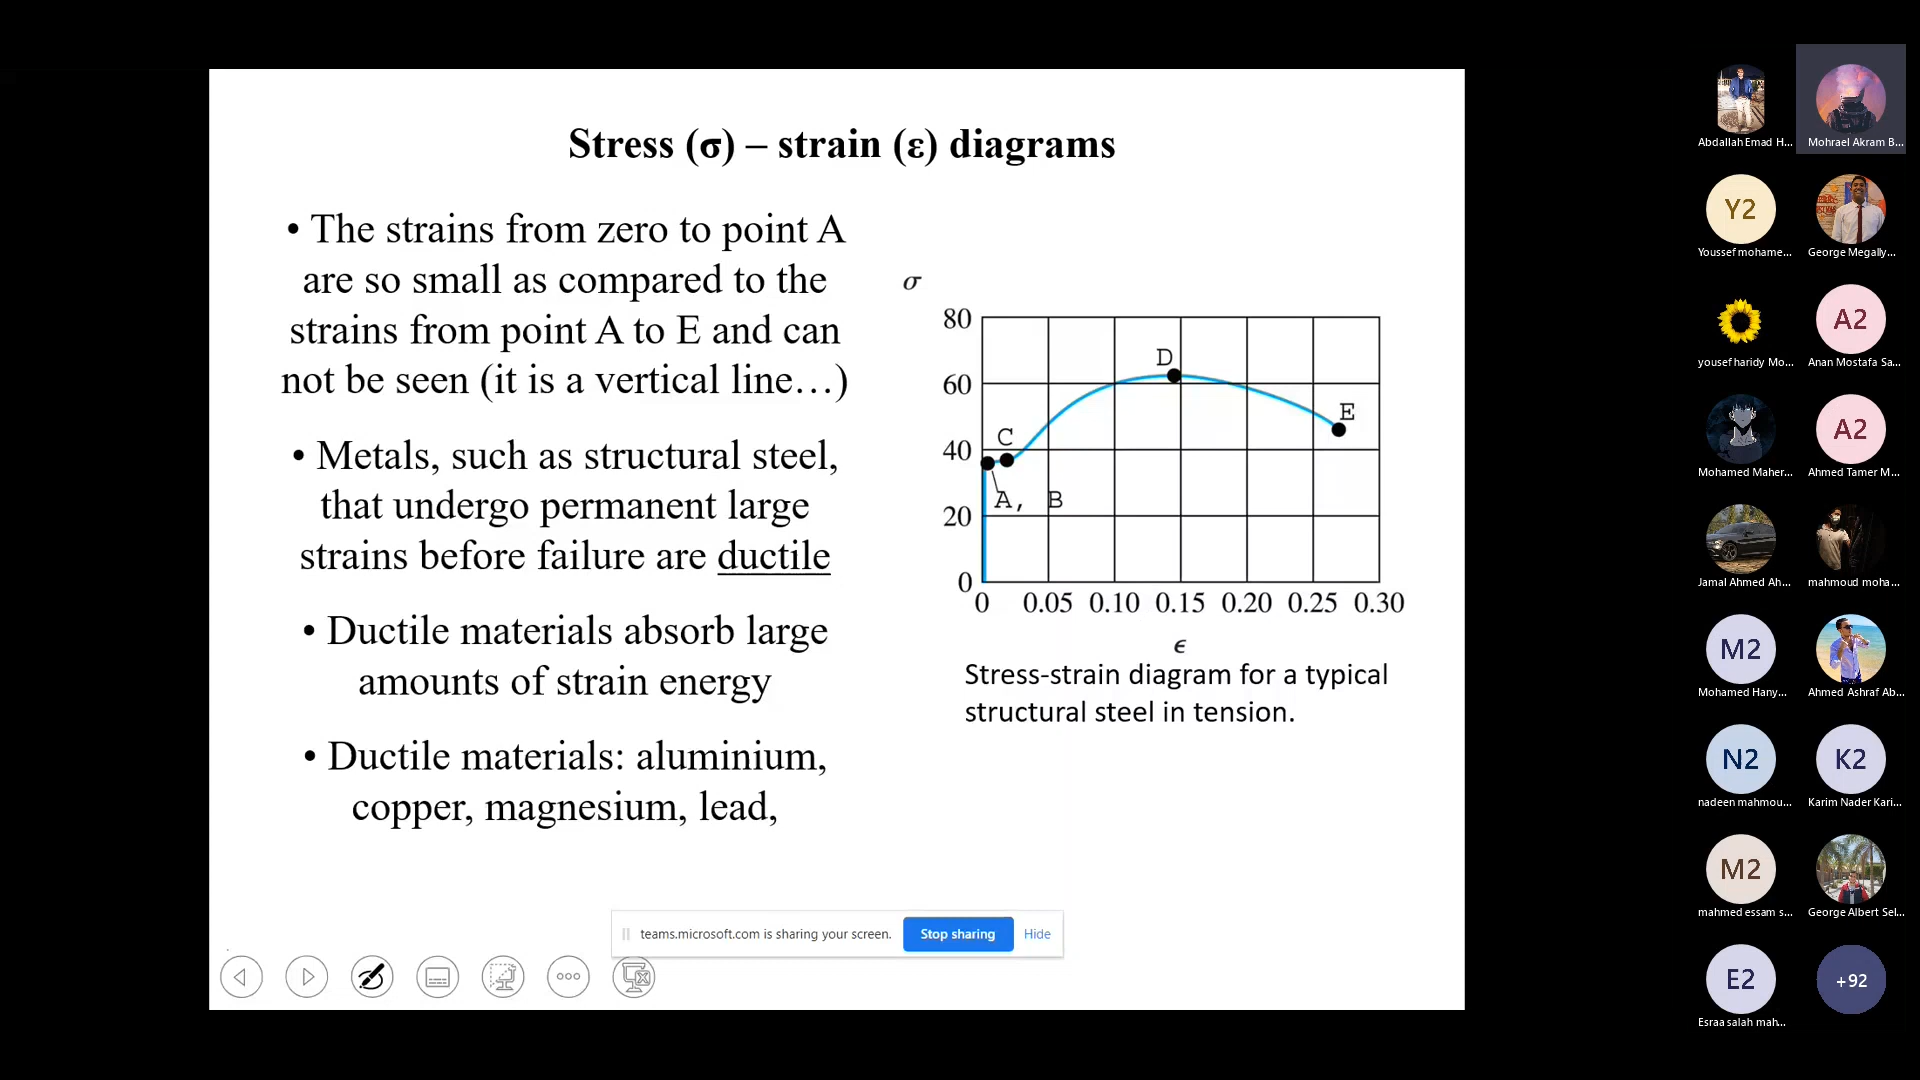 Stress (σ) – strain (ε) diagrams
• The strains from zero to point A
are so small as compared to the
strains from point A to E and can
not be seen (it is a vertical line…)
• Metals, such as structural steel,
that undergo permanent large
strains before failure are ductile
• Ductile materials absorb large
amounts of strain energy
• Ductile materials: aluminium,
copper, magnesium, lead,
σ
80
60
40
20
0
D
E
C
A, B
0 0.05 0.10 0.15 0.20 0.25 0.30
ϵ
Stress-strain diagram for a typical
structural steel in tension.
teams.microsoft.com is sharing your screen. Stop sharing Hide
Abdallah Emad H... Mohrael Akram B...
Y2
Youssef mohame... George Megally...
A2
yousef haridy Mo... Anan Mostafa Sa...
A2
Mohamed Maher... Ahmed Tamer M...
Jamal Ahmed Ah... mahmoud moha...
M2
Mohamed Hany... Ahmed Ashraf Ab...
N2 K2
nadeen mahmou... Karim Nader Kari...
M2
mahmed essam s... George Albert Sel...
E2 +92
Esraa salah mah...